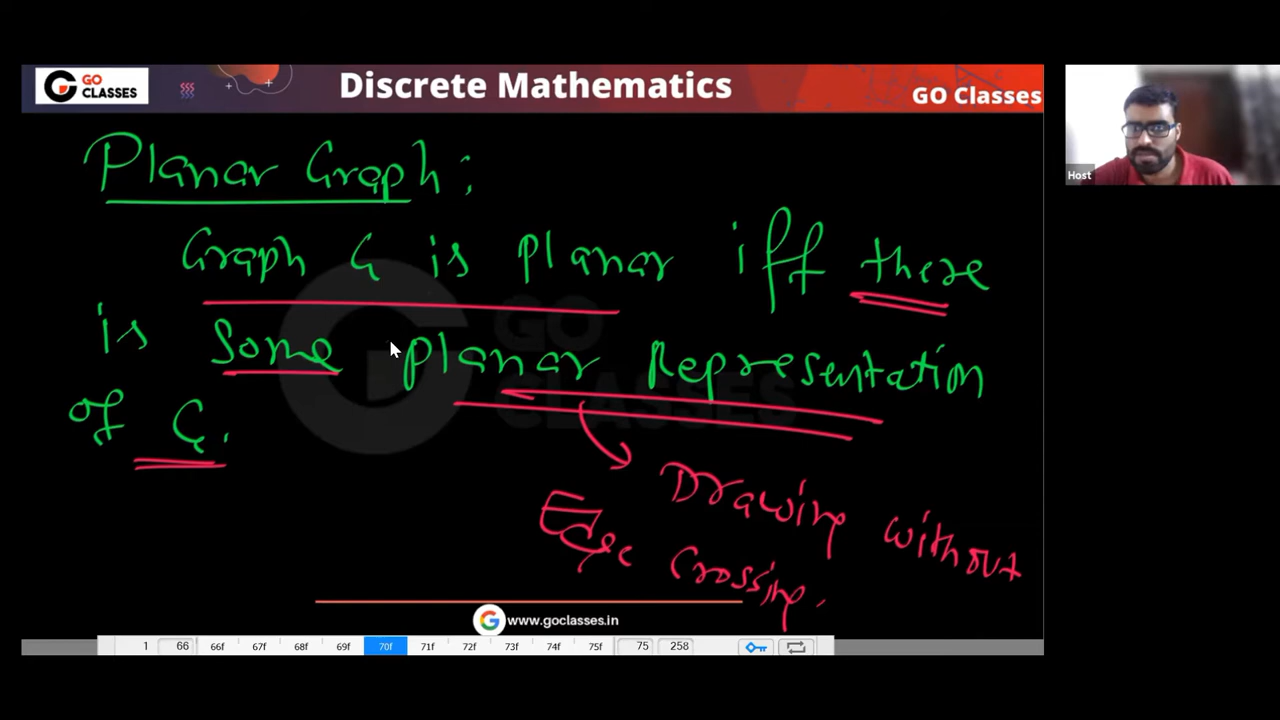 GO CLASSES
Discrete Mathematics
GO Classes
Planar Graph:
Graph G is planar iff there
is some planar Representation
of G.
Drawing without
Edge Crossing.
Host
GO CLASSES
www.goclasses.in
1 66 66f 67f 68f 69f 70f 71f 72f 73f 74f 75f 75 258